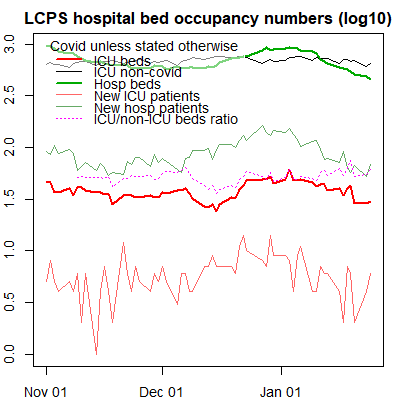 LCPS hospital bed occupancy numbers (log10)
Covid unless stated otherwise
ICU beds
ICU non-covid
Hosp beds
New ICU patients
New hosp patients
ICU/non-ICU beds ratio
3.0
2.5
2.0
1.5
1.0
0.5
0.0
Nov 01
Dec 01
Jan 01